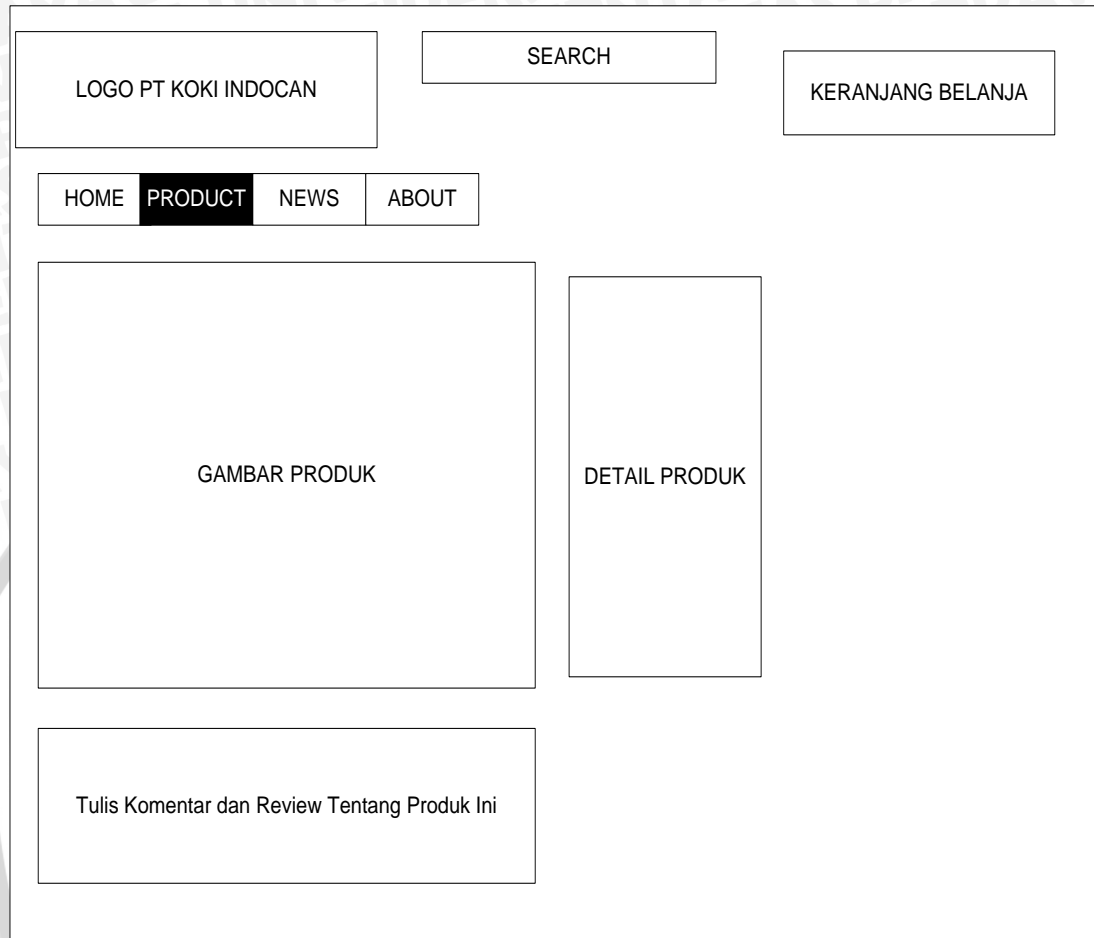 LOGO PT KOKI INDOCAN
SEARCH
KERANJANG BELANJA
HOME
PRODUCT
NEWS
ABOUT
GAMBAR PRODUK
DETAIL PRODUK
Tulis Komentar dan Review Tentang Produk Ini